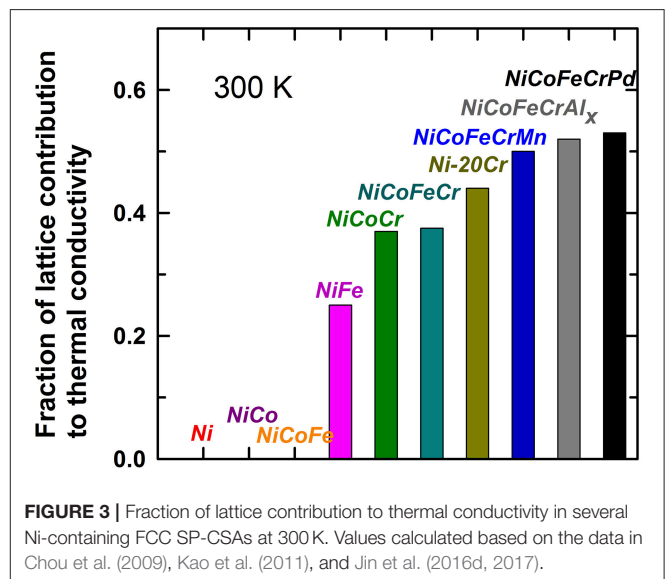 Fraction of lattice contribution
to thermal conductivity
300 K
0.6
0.4
0.2
0.0
NiCoFeCrPd
NiCoFeCrAlx
NiCoFeCrMn
Ni-20Cr
NiCoFeCr
NiCoCr
NiFe
NiCo
Ni
NiCoFe
FIGURE 3 | Fraction of lattice contribution to thermal conductivity in several
Ni-containing FCC SP-CSAs at 300 K. Values calculated based on the data in
Chou et al. (2009), Kao et al. (2011), and Jin et al. (2016d, 2017).